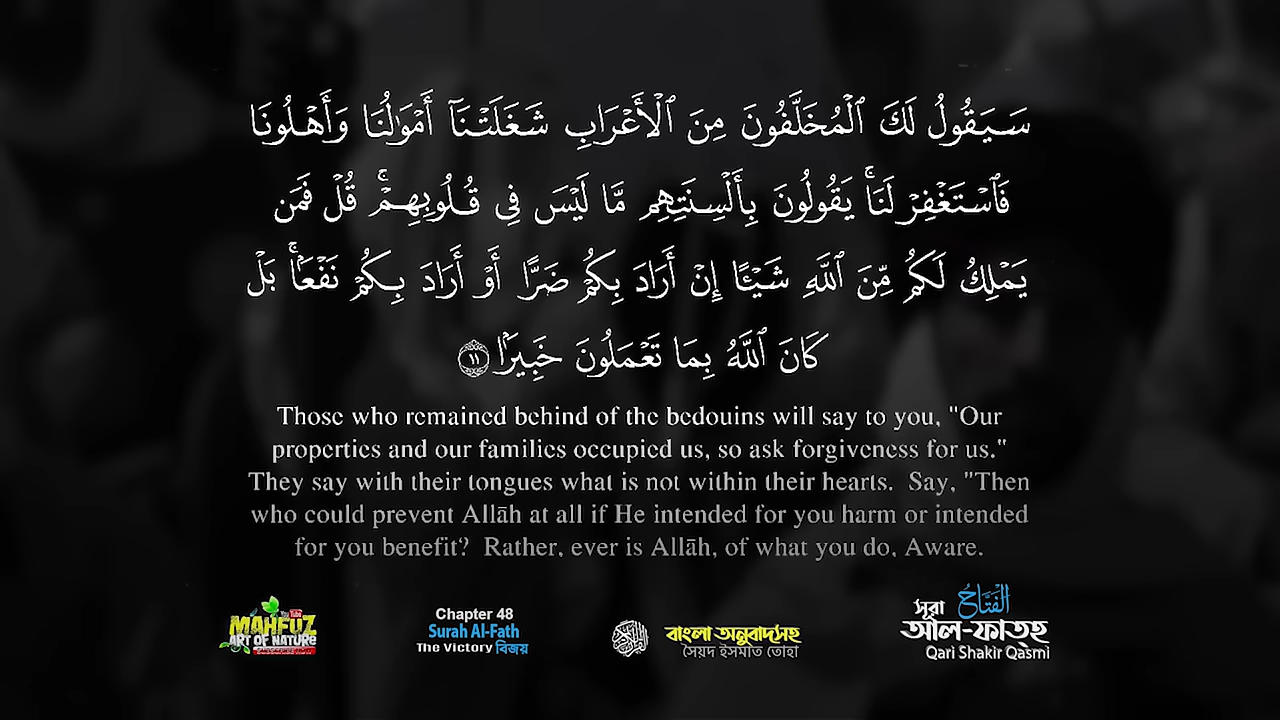 سَيَقُولُ لَكَ ٱلْمُخَلَّفُونَ مِنَ ٱلْأَعْرَابِ شَغَلَتْنَآ أَمْوَٰلُنَا وَأَهْلُونَا
فَٱسْتَغْفِرْ لَنَا ۚ يَقُولُونَ بِأَلْسِنَتِهِم مَّا لَيْسَ فِى قُلُوبِهِمْ ۚ قُلْ فَمَن
يَمْلِكُ لَكُم مِّنَ ٱللَّهِ شَيْـًٔا إِنْ أَرَادَ بِكُمْ ضَرًّا أَوْ أَرَادَ بِكُمْ نَفْعًۢا ۚ بَلْ
كَانَ ٱللَّهُ بِمَا تَعْمَلُونَ خَبِيرًۢا ١١
Those who remained behind of the bedouins will say to you, "Our
properties and our families occupied us, so ask forgiveness for us."
They say with their tongues what is not within their hearts. Say, "Then
who could prevent Allāh at all if He intended for you harm or intended
for you benefit? Rather, ever is Allāh, of what you do, Aware.
You Tube
MAHFUZ
ART OF NATURE
Chapter 48
Surah Al-Fath
The Victory বিজয়
বাংলা অনুবাদসহ
সৈয়দ ইসমাত তোহা
সূরা الفَتَّاحُ
আল-ফাতহ
Qari Shakir Qasmi